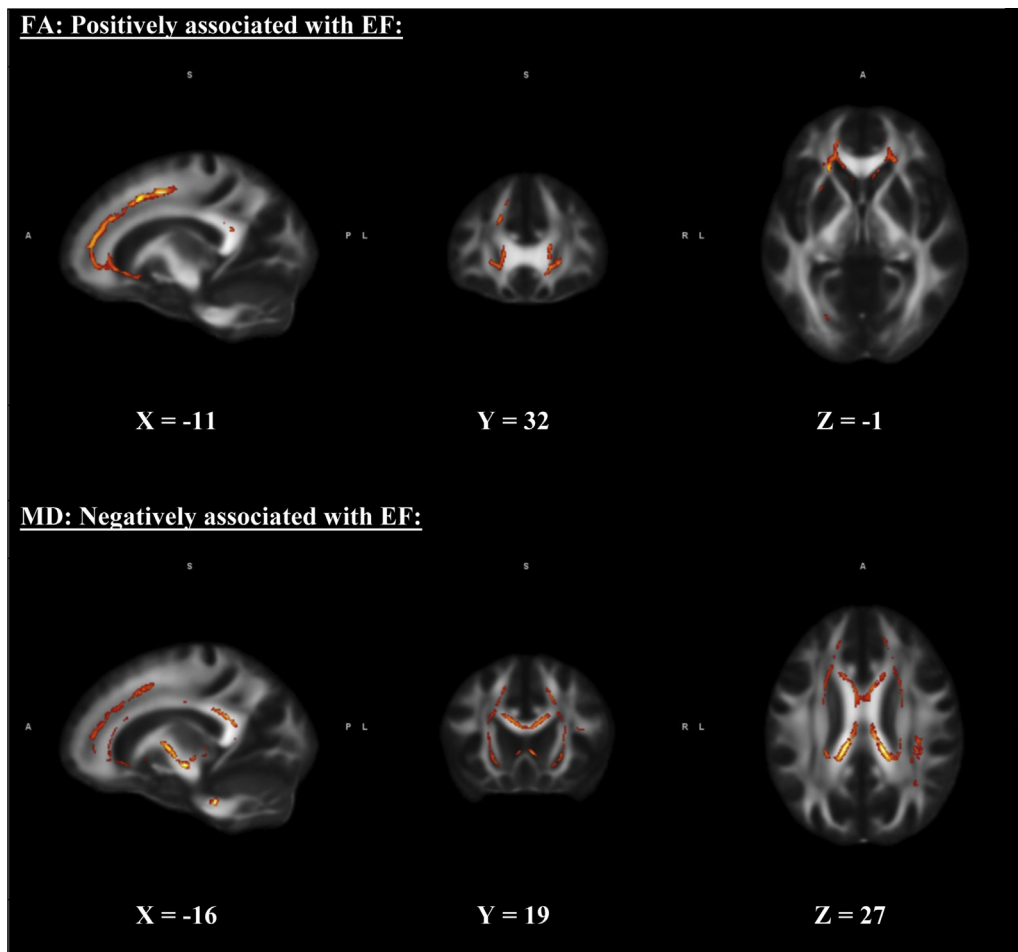 FA: Positively associated with EF:
S S A
A P L R L
X = -11 Y = 32 Z = -1
MD: Negatively associated with EF:
S S A
A P L R L
X = -16 Y = 19 Z = 27